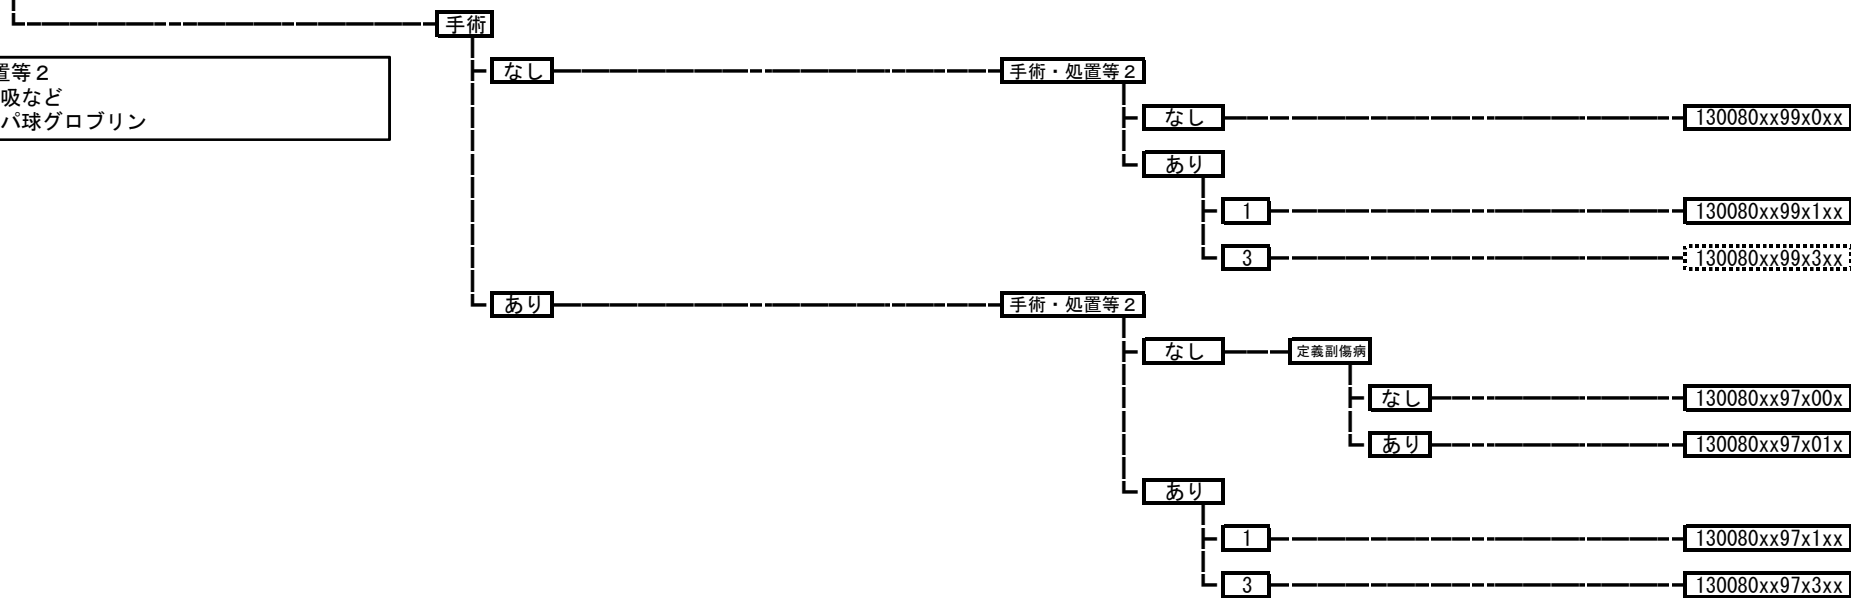 手術
置等２
吸など
パ球グロブリン
なし
手術・処置等２
なし
130080xx99x0xx
あり
1
130080xx99x1xx
3
130080xx99x3xx
あり
手術・処置等２
なし
定義副傷病
なし
130080xx97x00x
あり
130080xx97x01x
あり
1
130080xx97x1xx
3
130080xx97x3xx